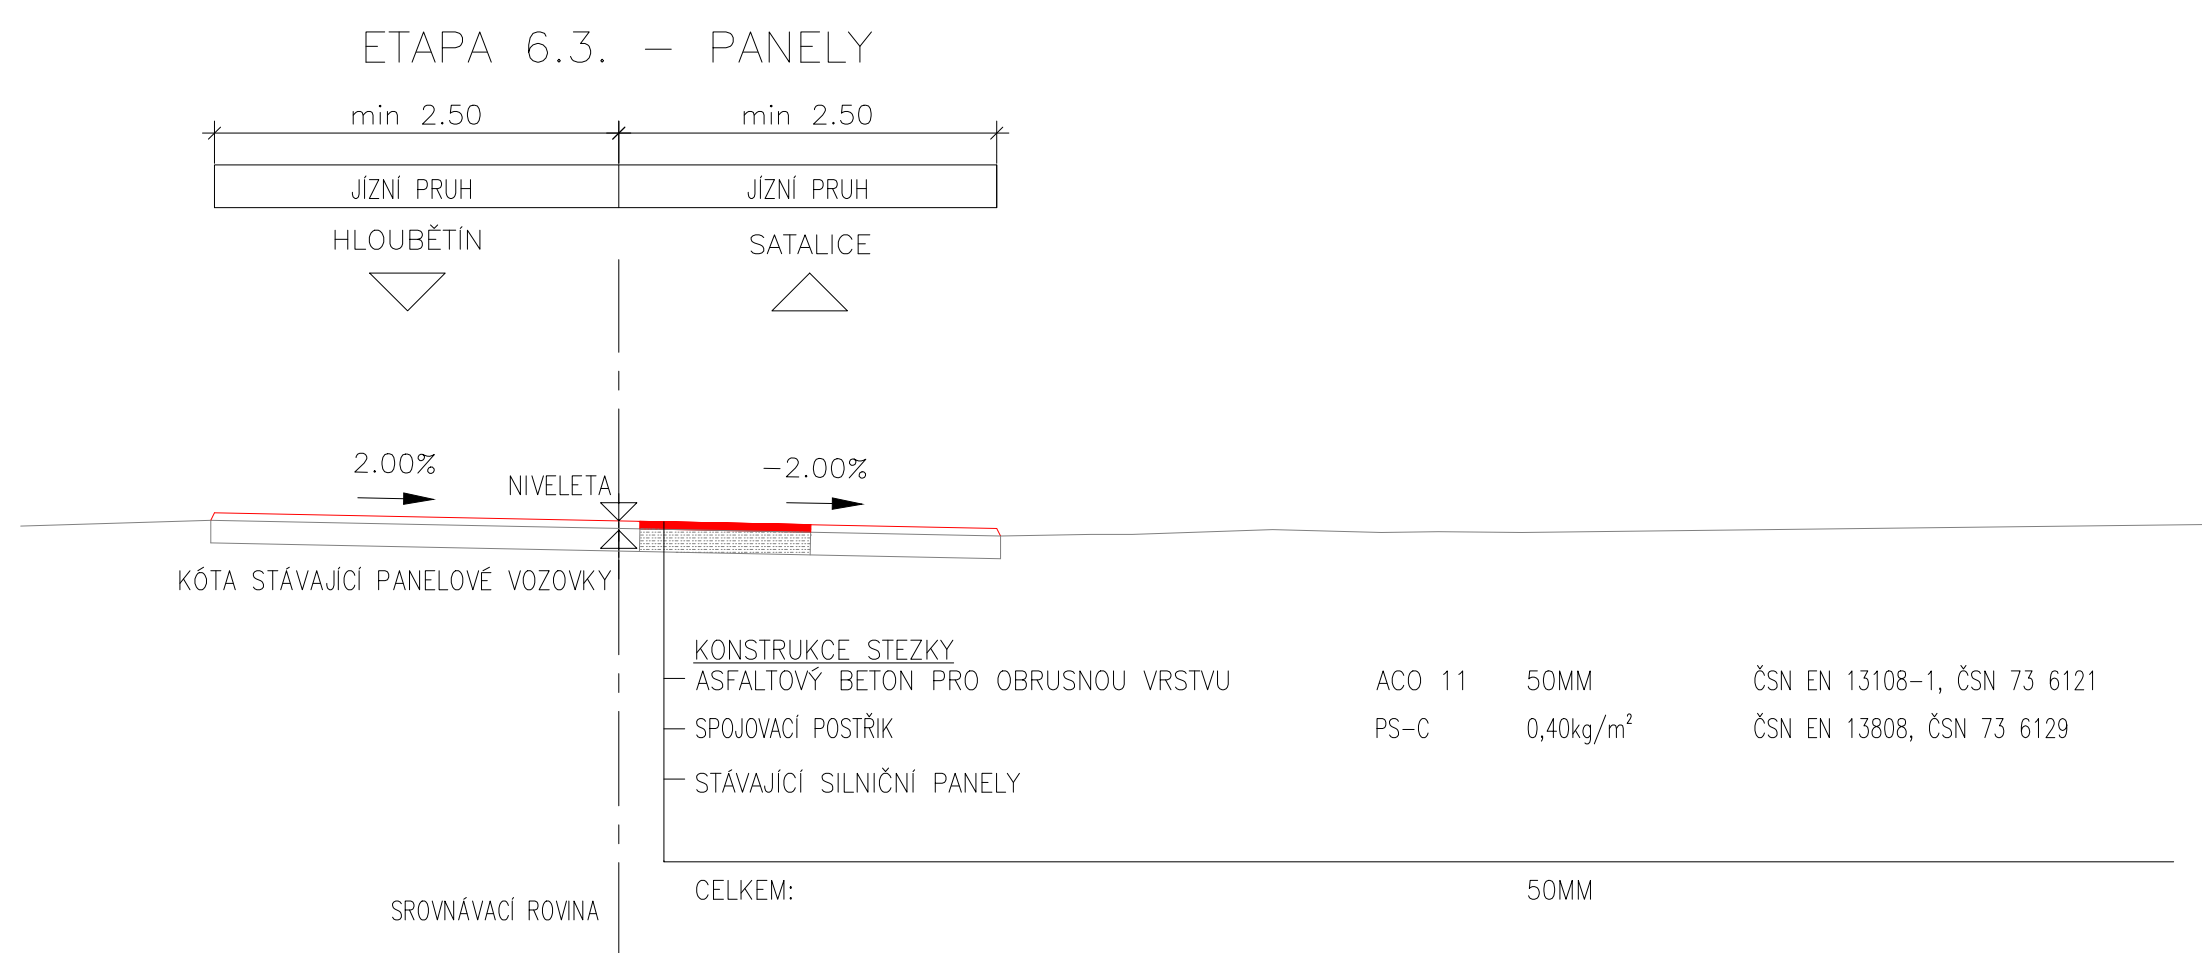 ETAPA 6.3. – PANELY
min 2.50 min 2.50
JÍZNÍ PRUH JÍZNÍ PRUH
HLOUBĚTÍN SATALICE
2.00% -2.00%
NIVELETA
KÓTA STÁVAJÍCÍ PANELOVÉ VOZOVKY
KONSTRUKCE STEZKY
ASFALTOVÝ BETON PRO OBRUSNOU VRSTVU ACO 11 50MM ČSN EN 13108-1, ČSN 73 6121
SPOJOVACÍ POSTŘIK PS-C 0,40kg/m² ČSN EN 13808, ČSN 73 6129
STÁVAJÍCÍ SILNIČNÍ PANELY
CELKEM: 50MM
SROVNÁVACÍ ROVINA